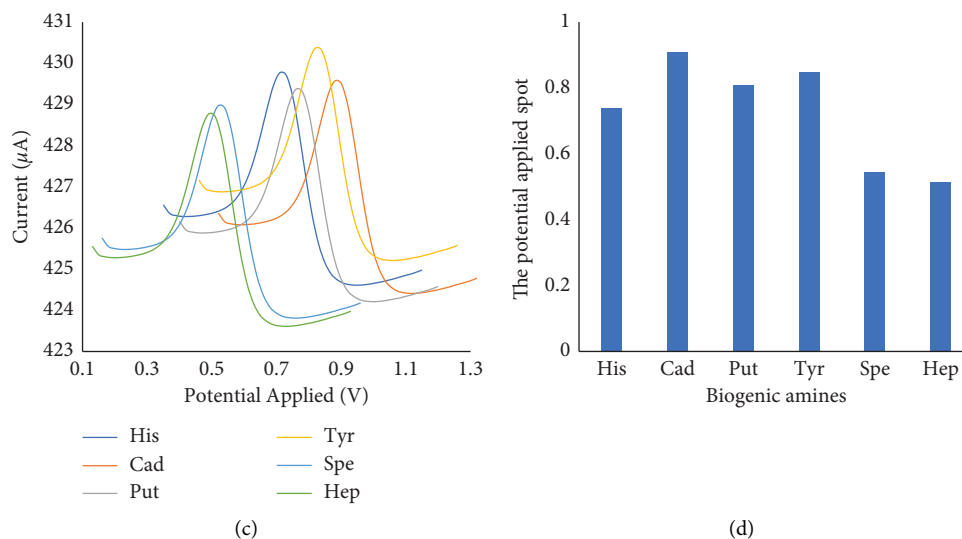 431
430
429
428
427
426
425
424
423
Current (μA)
0.1 0.3 0.5 0.7 0.9 1.1 1.3
Potential Applied (V)
His
Cad
Put
Tyr
Spe
Hep
(c)
1
0.8
0.6
0.4
0.2
0
The potential applied spot
His Cad Put Tyr Spe Hep
Biogenic amines
(d)